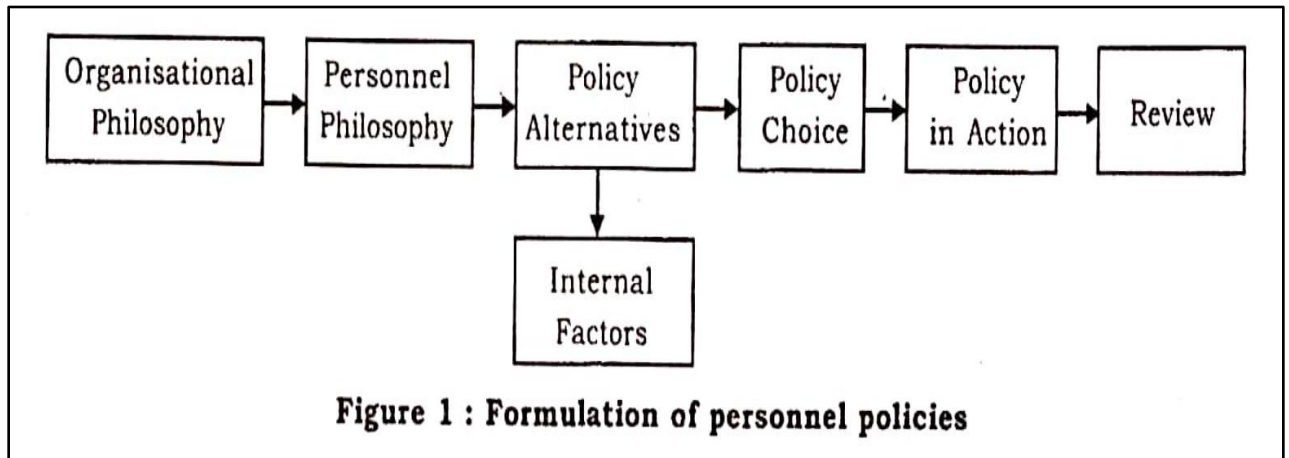 Organisational
Philosophy
Personnel
Philosophy
Policy
Alternatives
Policy
Choice
Policy
in Action
Review
Internal
Factors
Figure 1 : Formulation of personnel policies